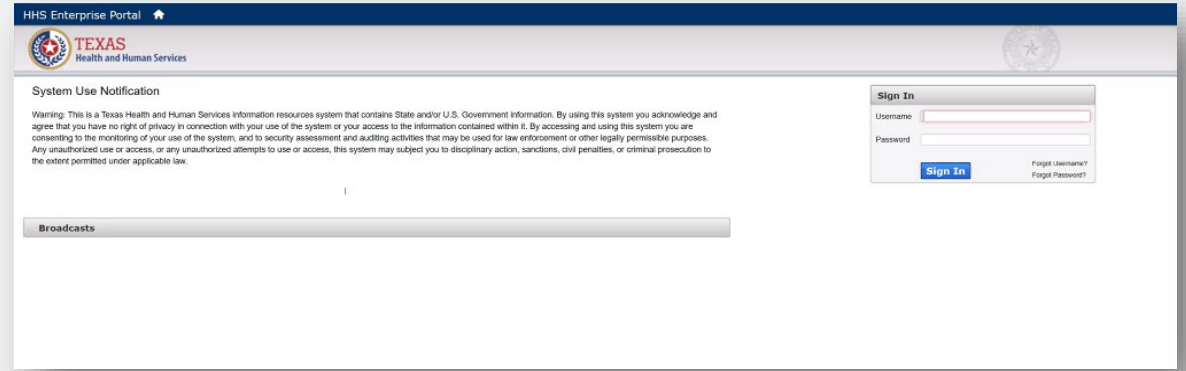 HHS Enterprise Portal
TEXAS
Health and Human Services
System Use Notification
Warning: This is a Texas Health and Human Services information resources system that contains State and/or U.S. Government information. By using this system you acknowledge and
agree that you have no right of privacy in connection with your use of the system or your access to the information contained within it. By accessing and using this system you are
consenting to the monitoring of your use of the system, and to security assessment and auditing activities that may be used for law enforcement or other legally permissible purposes.
Any unauthorized use or access, or any unauthorized attempts to use or access, this system may subject you to disciplinary action, sanctions, civil penalties, or criminal prosecution to
the extent permitted under applicable law.
Broadcasts
Sign In
Username
Password
Sign In
Forgot Username?
Forgot Password?